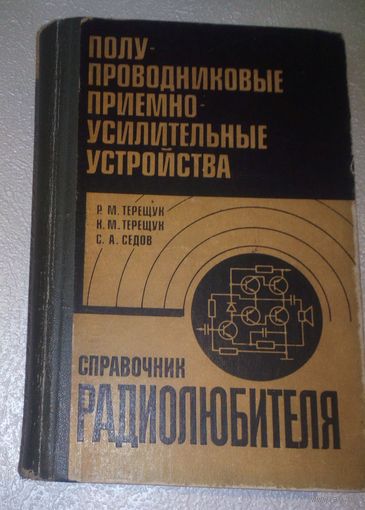 ПОЛУ-
ПРОВОДНИКОВЫЕ
ПРИЕМНО-
УСИЛИТЕЛЬНЫЕ
УСТРОЙСТВА
Р. М. ТЕРЕЩУК
К. М. ТЕРЕЩУК
С. А. СЕДОВ
СПРАВОЧНИК
РАДИОЛЮБИТЕЛЯ